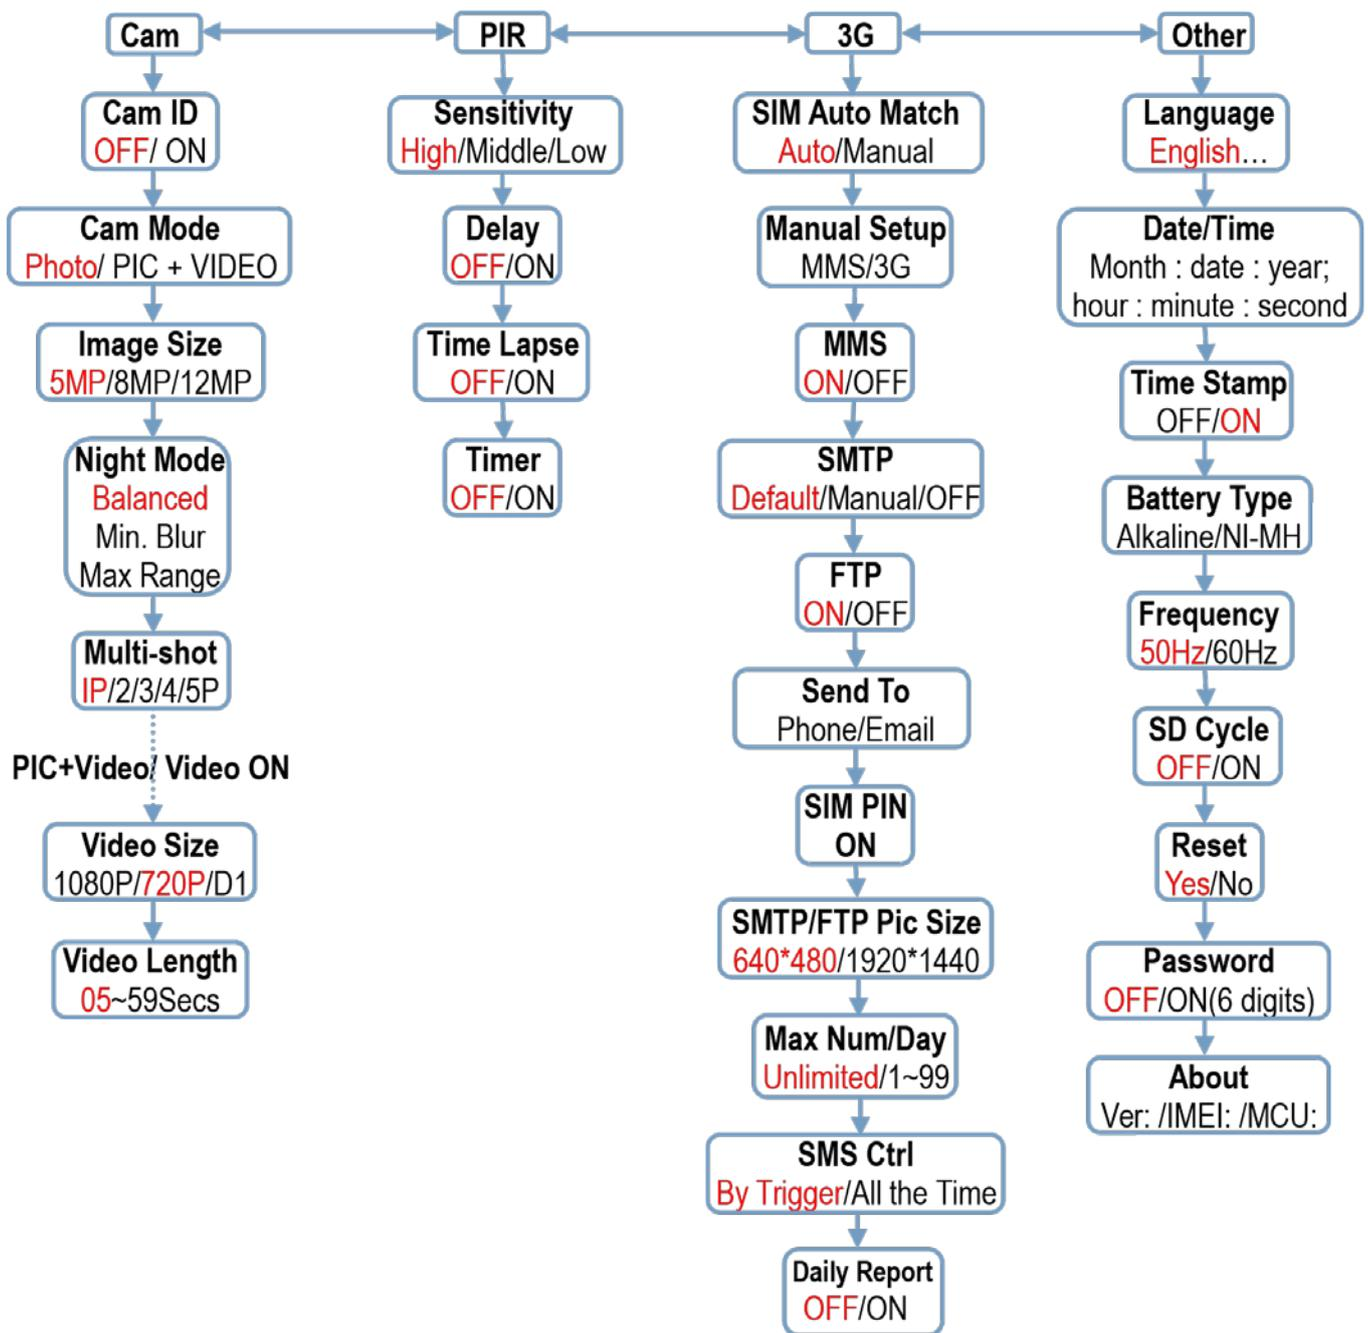 Cam
PIR
3G
Other
Cam ID
OFF/ ON
Cam Mode
Photo/ PIC + VIDEO
Image Size
5MP/8MP/12MP
Night Mode
Balanced
Min. Blur
Max Range
Multi-shot
IP/2/3/4/5P
PIC+Video/ Video ON
Video Size
1080P/720P/D1
Video Length
05~59Secs
Sensitivity
High/Middle/Low
Delay
OFF/ON
Time Lapse
OFF/ON
Timer
OFF/ON
SIM Auto Match
Auto/Manual
Manual Setup
MMS/3G
MMS
ON/OFF
SMTP
Default/Manual/OFF
FTP
ON/OFF
Send To
Phone/Email
SIM PIN
ON
SMTP/FTP Pic Size
640*480/1920*1440
Max Num/Day
Unlimited/1~99
SMS Ctrl
By Trigger/All the Time
Daily Report
OFF/ON
Language
English...
Date/Time
Month : date : year;
hour : minute : second
Time Stamp
OFF/ON
Battery Type
Alkaline/NI-MH
Frequency
50Hz/60Hz
SD Cycle
OFF/ON
Reset
Yes/No
Password
OFF/ON(6 digits)
About
Ver: /IMEI: /MCU: